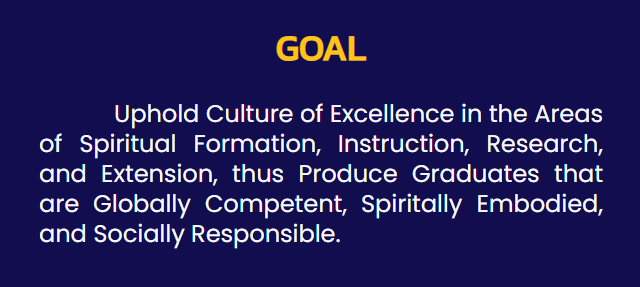 GOAL
Uphold Culture of Excellence in the Areas
of Spiritual Formation, Instruction, Research,
and Extension, thus Produce Graduates that
are Globally Competent, Spiritally Embodied,
and Socially Responsible.